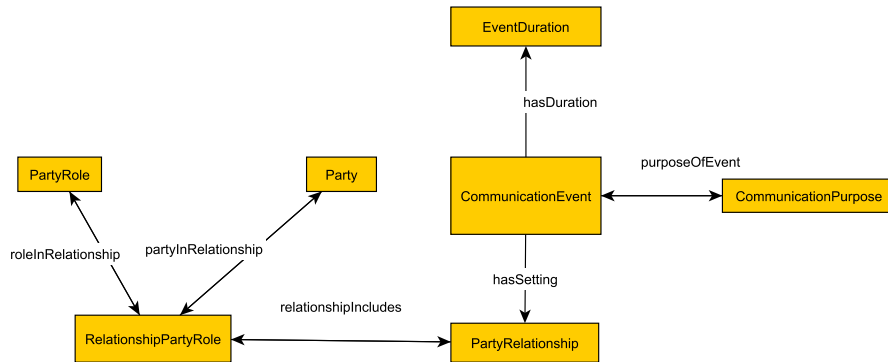 EventDuration
hasDuration
purposeOfEvent
PartyRole
Party
CommunicationEvent
CommunicationPurpose
roleInRelationship
partyInRelationship
hasSetting
relationshipIncludes
RelationshipPartyRole
PartyRelationship